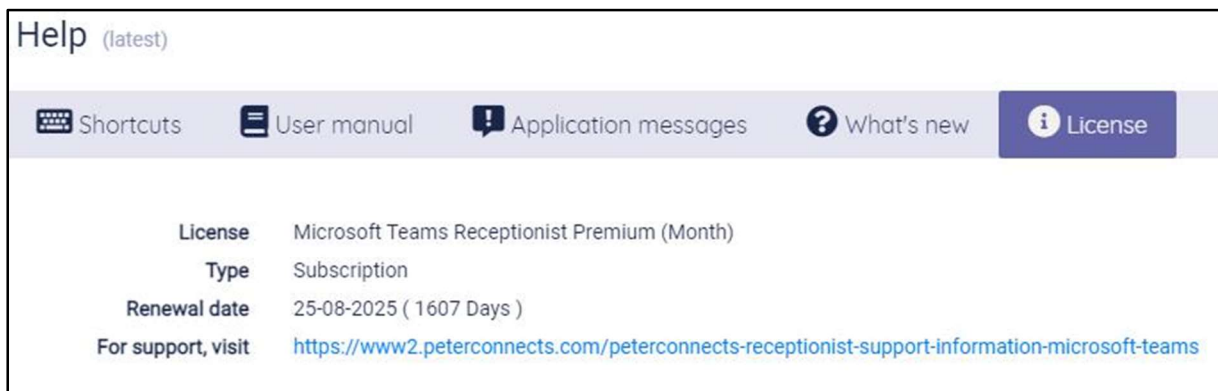 Help (latest)
Shortcuts User manual Application messages What's new License
License Microsoft Teams Receptionist Premium (Month)
Type Subscription
Renewal date 25-08-2025 ( 1607 Days )
For support, visit https://www2.peterconnects.com/peterconnects-receptionist-support-information-microsoft-teams